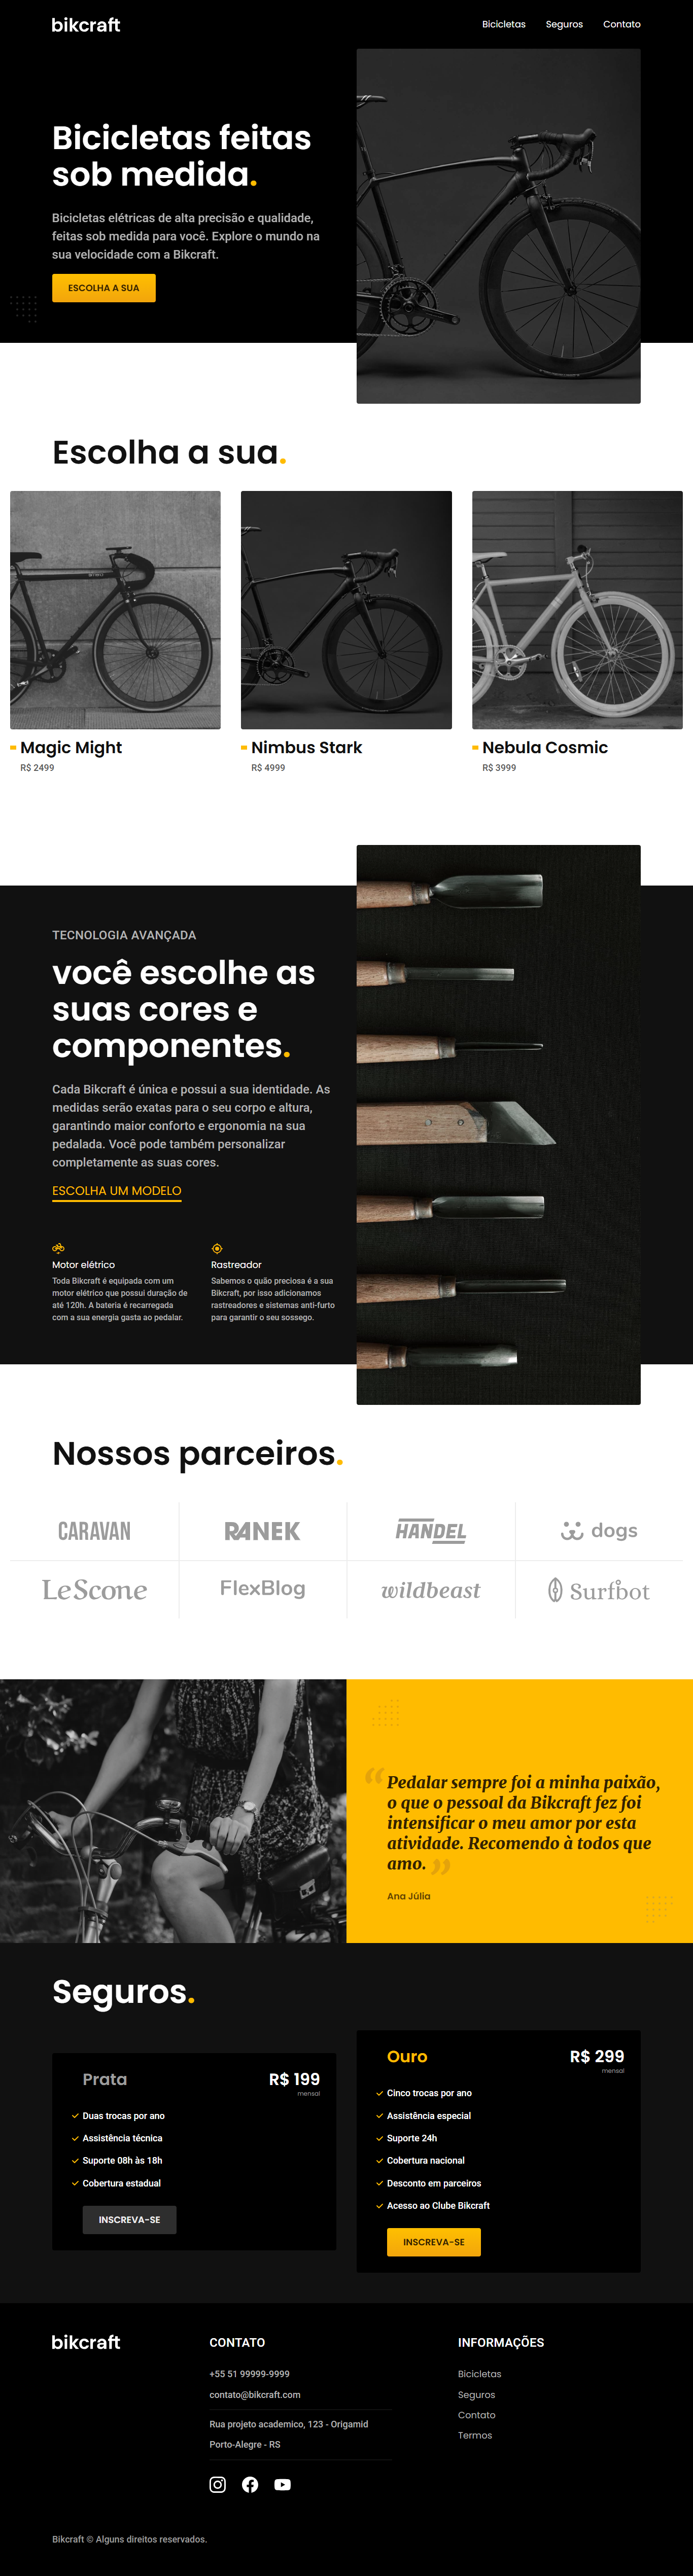 bikcraft
Bicicletas
Seguros
Contato
Bicicletas feitas
sob medida.
Bicicletas elétricas de alta precisão e qualidade,
feitas sob medida para você. Explore o mundo na
sua velocidade com a Bikcraft.
ESCOLHA A SUA
Escolha a sua.
Magic Might
R$ 2499
Nimbus Stark
R$ 4999
Nebula Cosmic
R$ 3999
TECNOLOGIA AVANÇADA
você escolhe as
suas cores e
componentes.
Cada Bikcraft é única e possui a sua identidade. As
medidas serão exatas para o seu corpo e altura,
garantindo maior conforto e ergonomia na sua
pedalada. Você pode também personalizar
completamente as suas cores.
ESCOLHA UM MODELO
Motor elétrico
Toda Bikcraft é equipada com um
motor elétrico que possui duração de
até 120h. A bateria é recarregada
com a sua energia gasta ao pedalar.
Rastreador
Sabemos o quão preciosa é a sua
Bikcraft, por isso adicionamos
rastreadores e sistemas anti-furto
para garantir o seu sossego.
Nossos parceiros.
CARAVAN
RANEK
HANDEL
dogs
LeScone
FlexBlog
wildbeast
Surfbot
“Pedalar sempre foi a minha paixão,
o que o pessoal da Bikcraft fez foi
intensificar o meu amor por esta
atividade. Recomendo à todos que
amo.”
Ana Júlia
Seguros.
Prata
R$ 199
mensal
Duas trocas por ano
Assistência técnica
Suporte 08h às 18h
Cobertura estadual
INSCREVA-SE
Ouro
R$ 299
mensal
Cinco trocas por ano
Assistência especial
Suporte 24h
Cobertura nacional
Desconto em parceiros
Acesso ao Clube Bikcraft
INSCREVA-SE
bikcraft
CONTATO
+55 51 99999-9999
contato@bikcraft.com
Rua projeto academico, 123 - Origamid
Porto-Alegre - RS
INFORMAÇÕES
Bicicletas
Seguros
Contato
Termos
Bikcraft © Alguns direitos reservados.